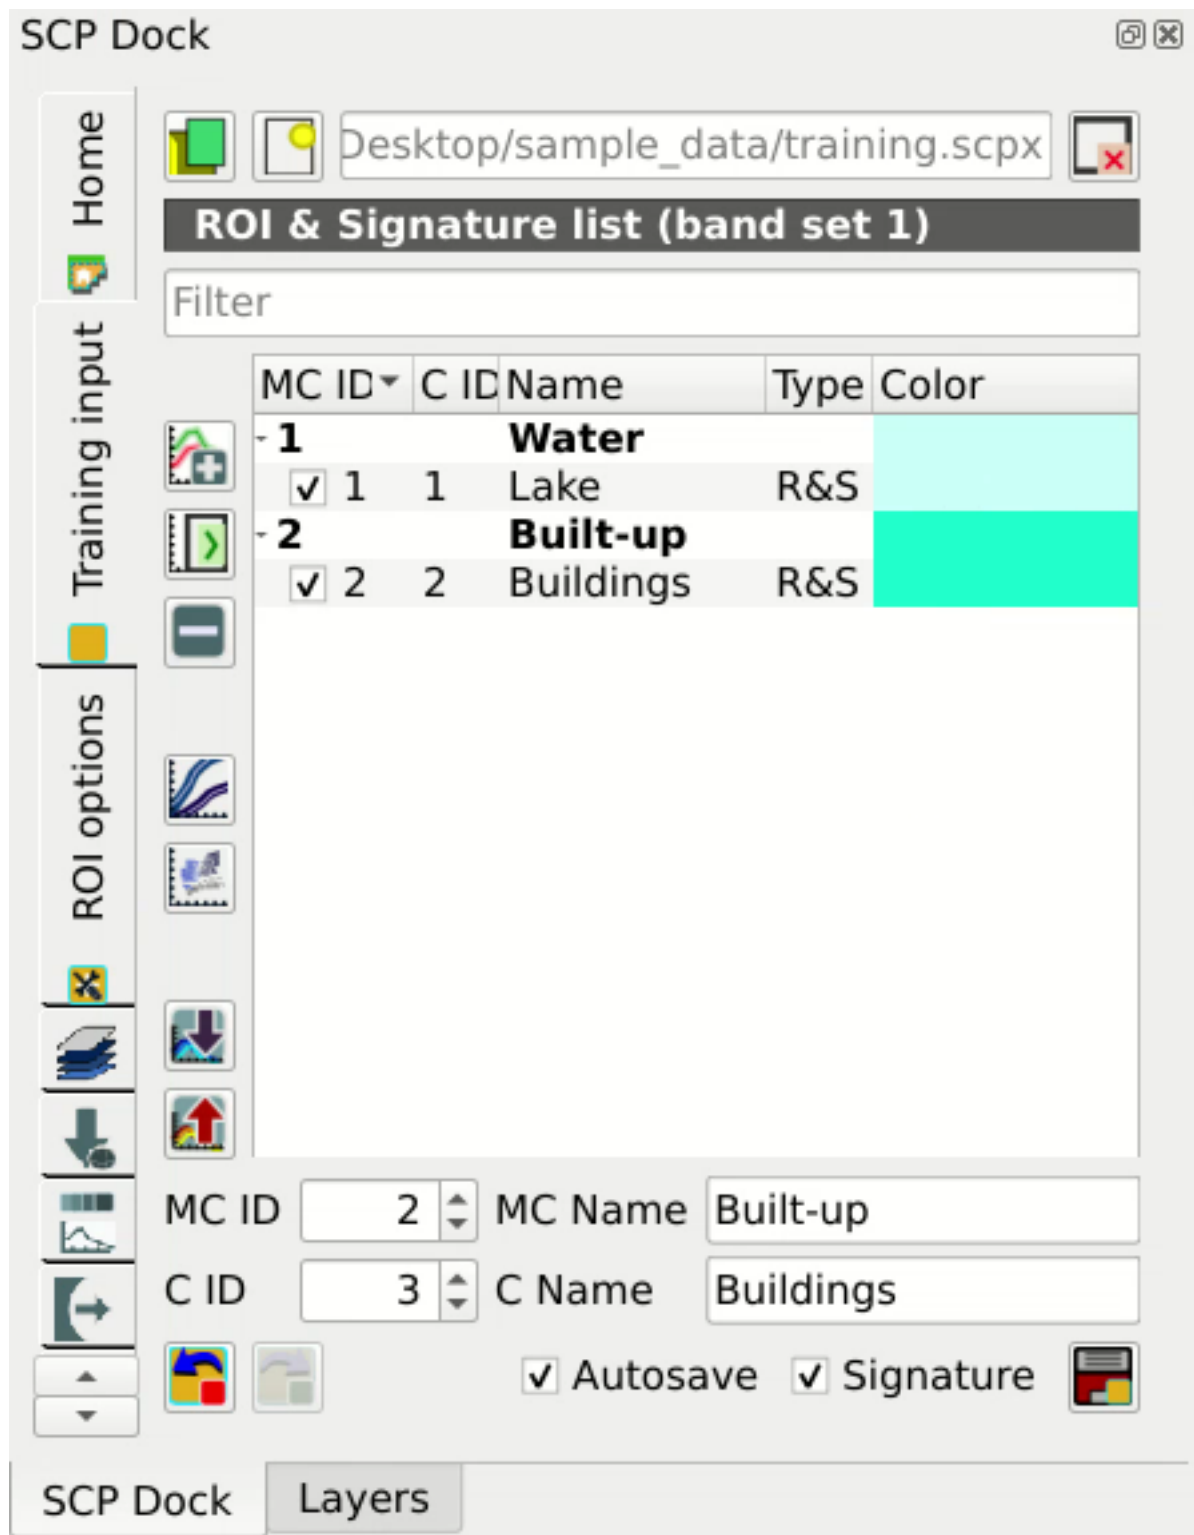 SCP Dock
Home
Training input
ROI options
Desktop/sample_data/training.scpx
ROI & Signature list (band set 1)
Filter
MC ID C ID Name Type Color
1 Water
1 1 Lake R&S
2 Built-up
2 2 Buildings R&S
MC ID 2 MC Name Built-up
C ID 3 C Name Buildings
Autosave Signature
SCP Dock Layers